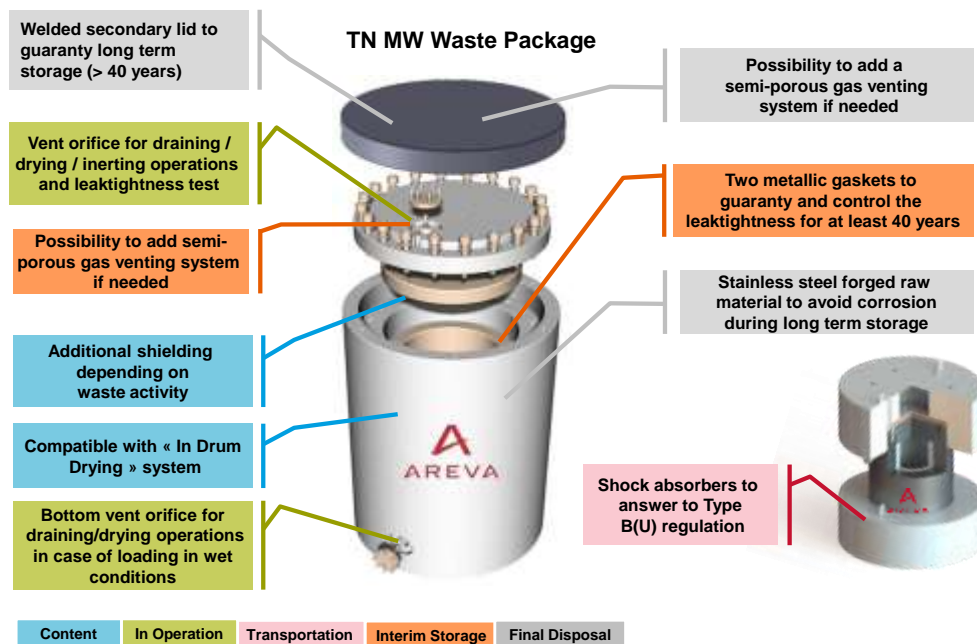 TN MW Waste Package
Welded secondary lid to
guaranty long term
storage (> 40 years)
Vent orifice for draining /
drying / inerting operations
and leaktightness test
Possibility to add semi-
porous gas venting system
if needed
Additional shielding
depending on
waste activity
Compatible with « In Drum
Drying » system
Bottom vent orifice for
draining/drying operations
in case of loading in wet
conditions
Possibility to add a
semi-porous gas venting
system if needed
Two metallic gaskets to
guaranty and control the
leaktightness for at least 40 years
Stainless steel forged raw
material to avoid corrosion
during long term storage
AREVA
Shock absorbers to
answer to Type
B(U) regulation
Content
In Operation
Transportation
Interim Storage
Final Disposal